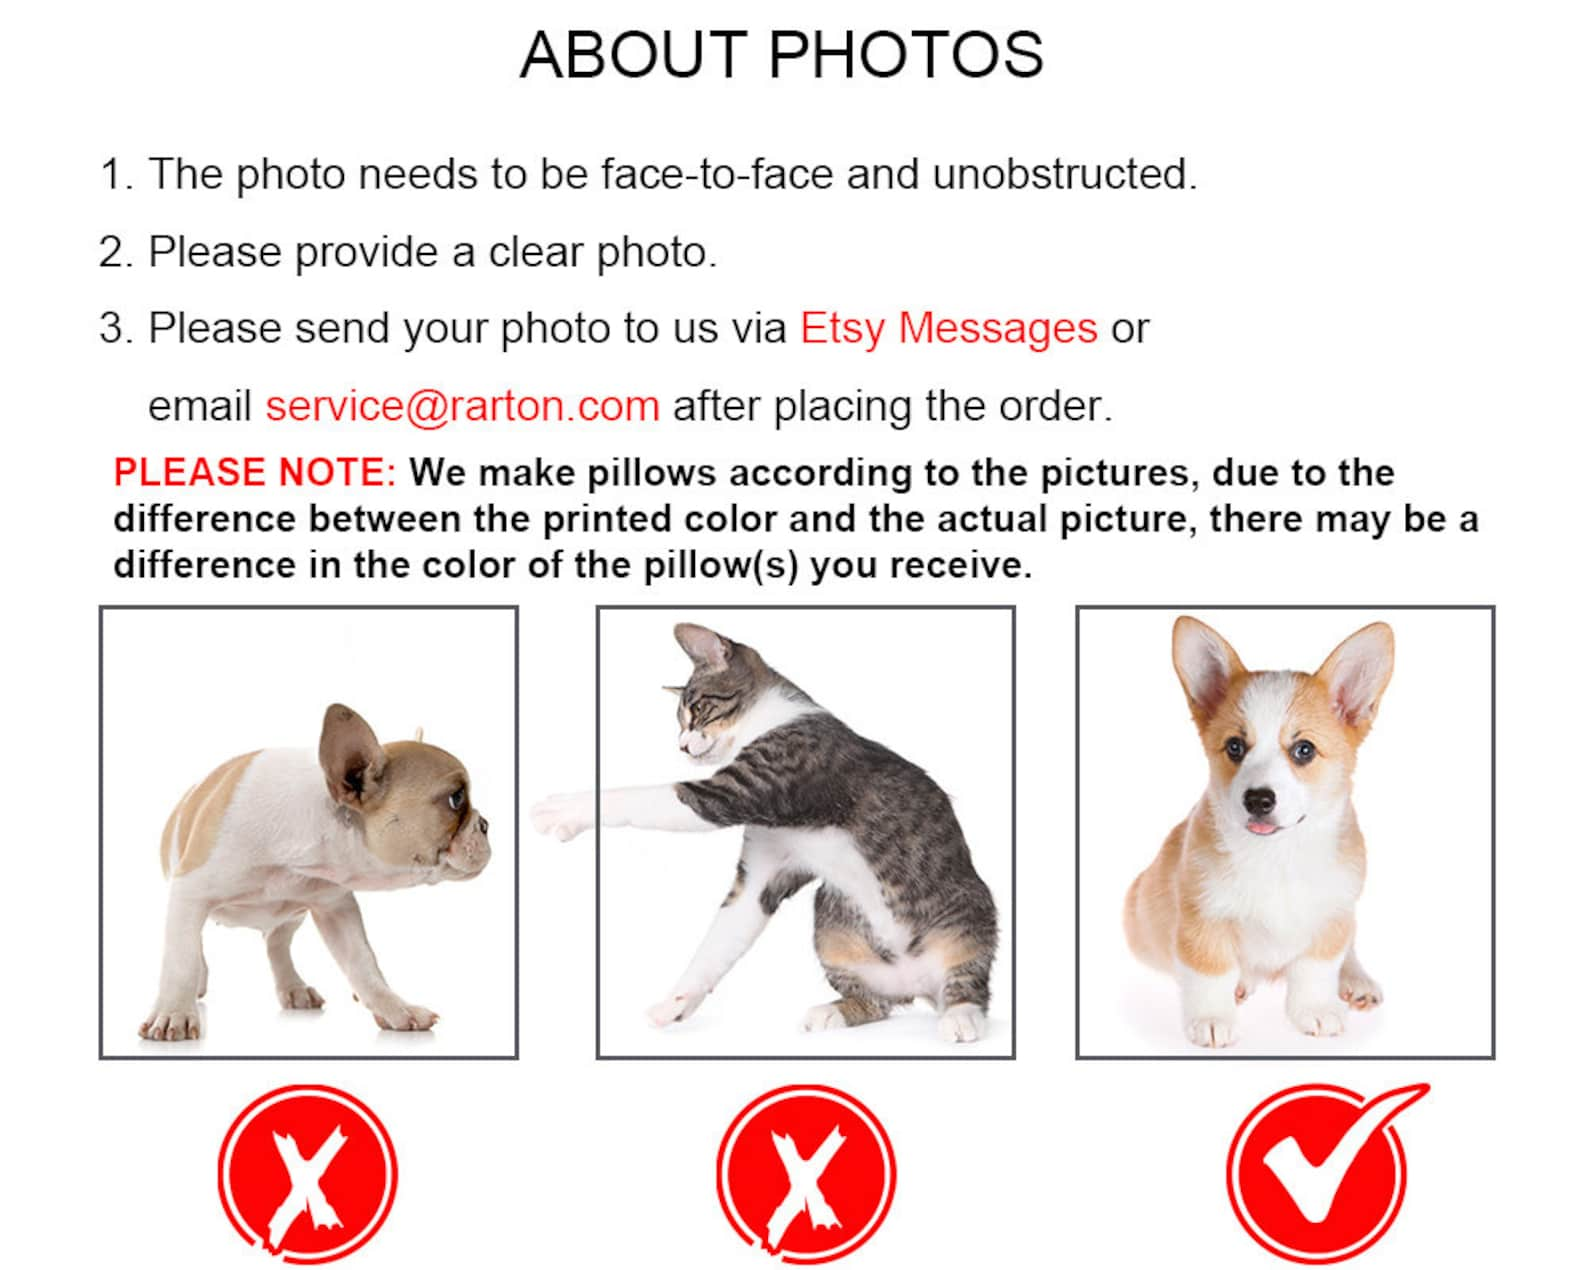 ABOUT PHOTOS
1. The photo needs to be face-to-face and unobstructed.
2. Please provide a clear photo.
3. Please send your photo to us via Etsy Messages or
email service@rarton.com after placing the order.
PLEASE NOTE: We make pillows according to the pictures, due to the
difference between the printed color and the actual picture, there may be a
difference in the color of the pillow(s) you receive.